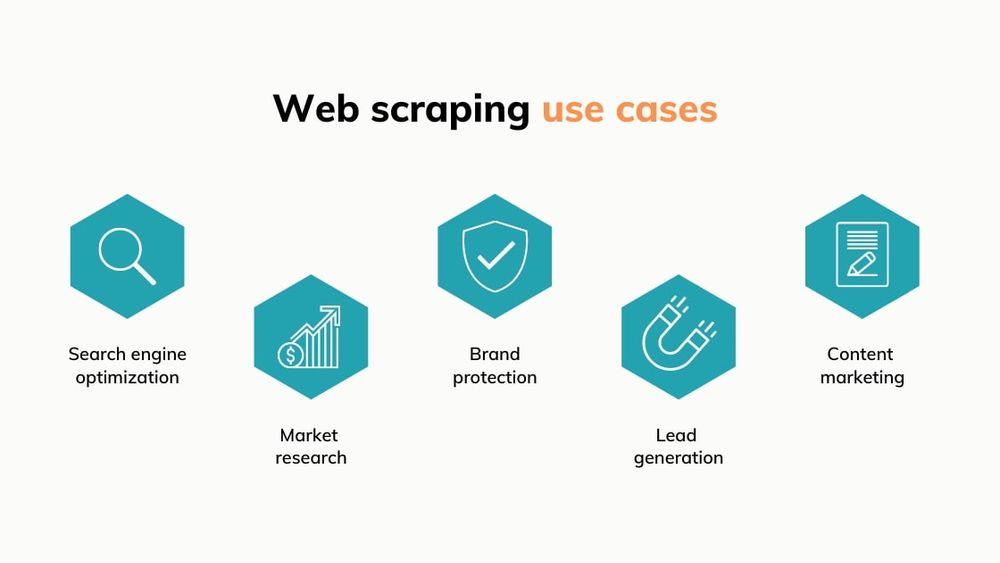 Web scraping use cases
Search engine
optimization
Market
research
$
Brand
protection
Lead
generation
Content
marketing